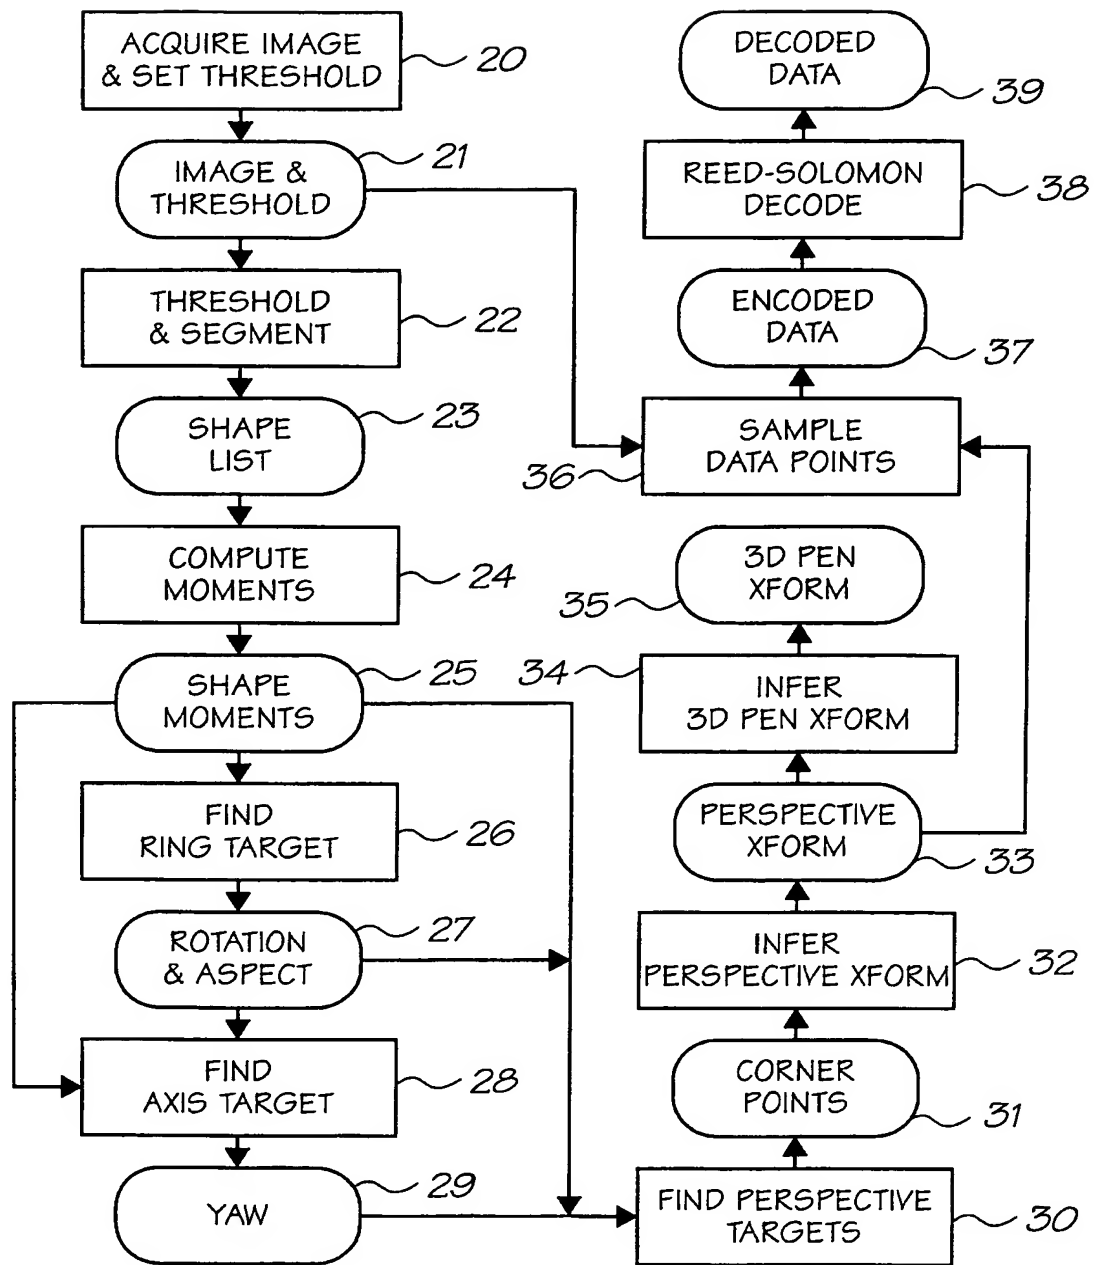 ACQUIRE IMAGE
& SET THRESHOLD
20
IMAGE &
THRESHOLD
21
THRESHOLD
& SEGMENT
22
SHAPE
LIST
23
COMPUTE
MOMENTS
24
SHAPE
MOMENTS
25
FIND
RING TARGET
26
ROTATION
& ASPECT
27
FIND
AXIS TARGET
28
YAW
29
DECODED
DATA
39
REED-SOLOMON
DECODE
38
ENCODED
DATA
37
SAMPLE
DATA POINTS
36
3D PEN
XFORM
35
INFER
3D PEN XFORM
34
PERSPECTIVE
XFORM
33
INFER
PERSPECTIVE XFORM
32
CORNER
POINTS
31
FIND PERSPECTIVE
TARGETS
30